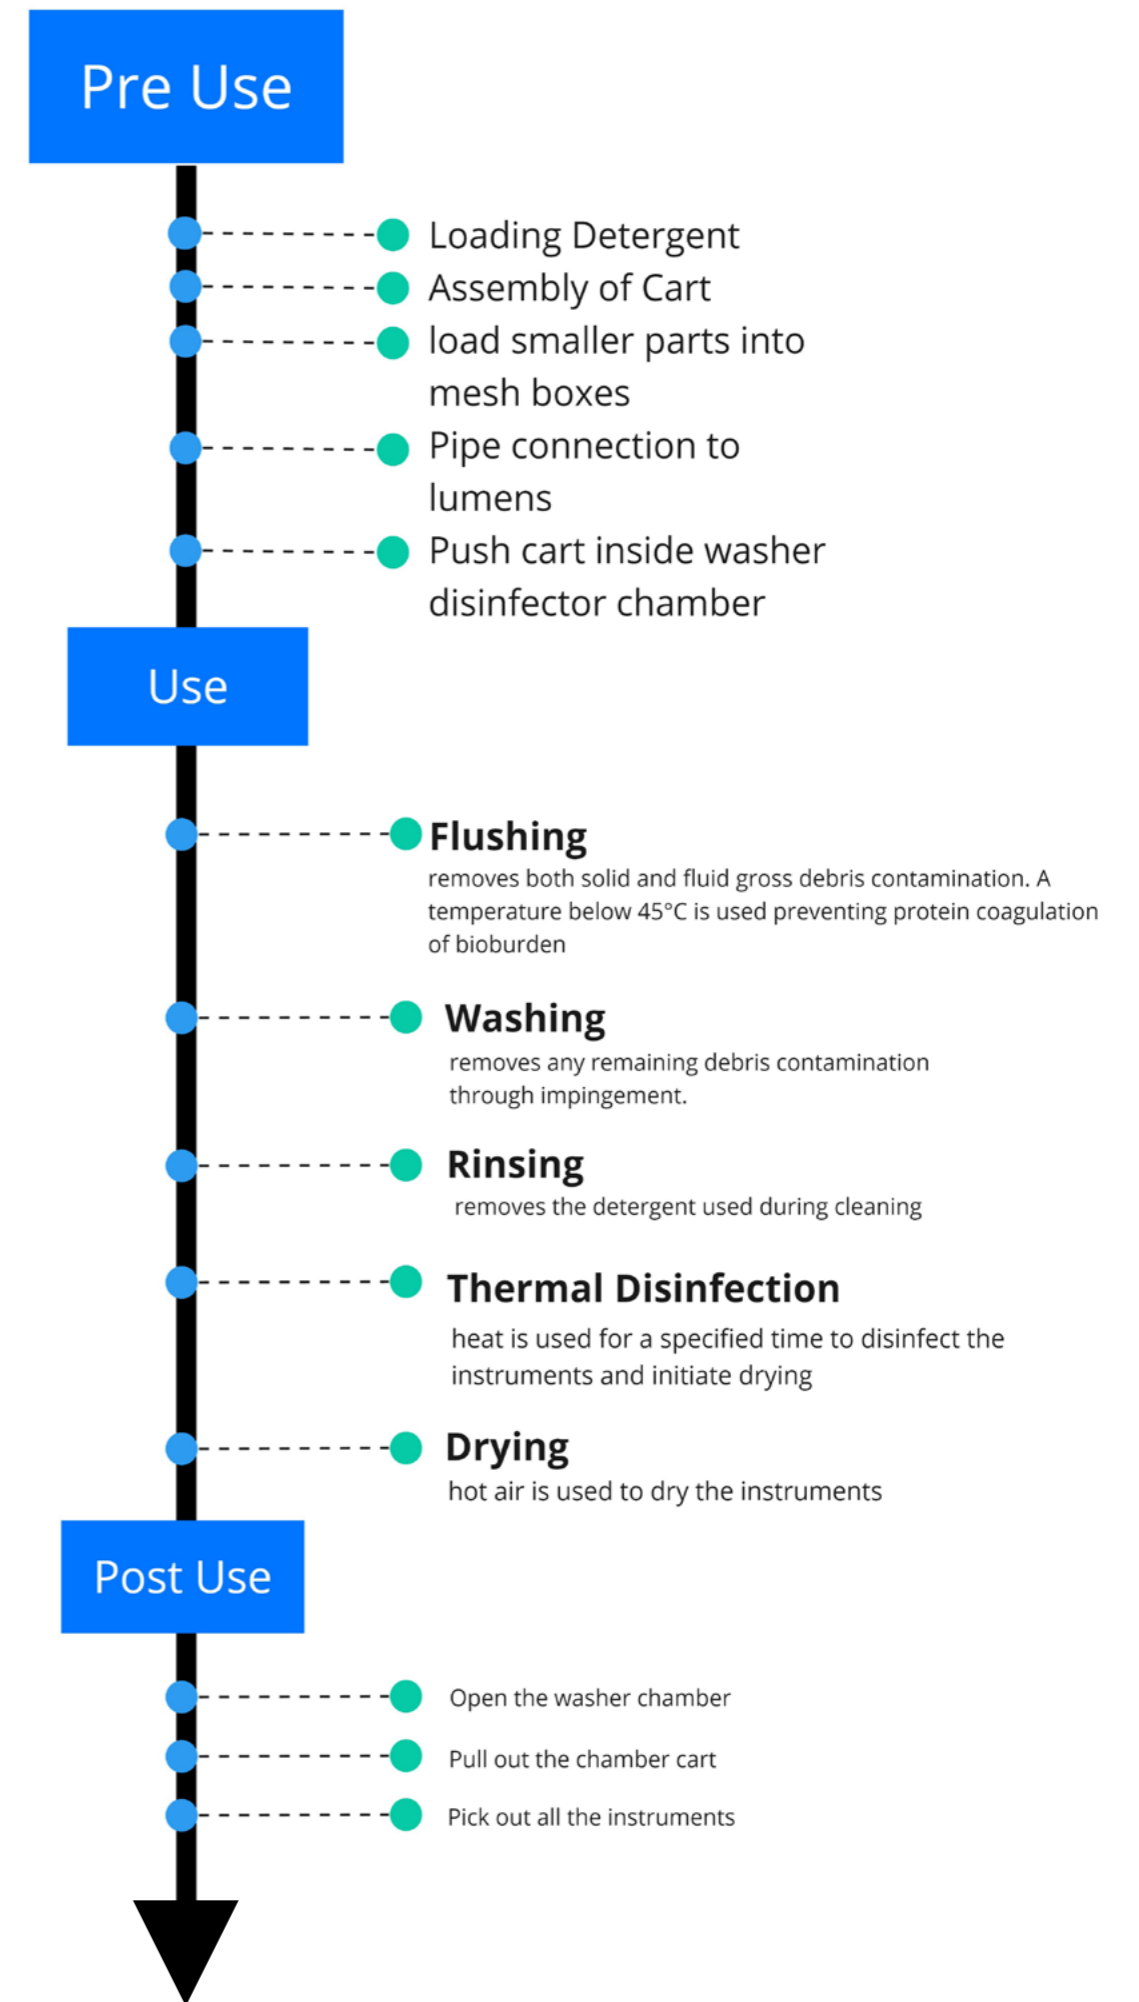 Pre Use
Loading Detergent
Assembly of Cart
load smaller parts into
mesh boxes
Pipe connection to
lumens
Push cart inside washer
disinfector chamber
Use
Flushing
removes both solid and fluid gross debris contamination. A
temperature below 45°C is used preventing protein coagulation
of bioburden
Washing
removes any remaining debris contamination
through impingement.
Rinsing
removes the detergent used during cleaning
Thermal Disinfection
heat is used for a specified time to disinfect the
instruments and initiate drying
Drying
hot air is used to dry the instruments
Post Use
Open the washer chamber
Pull out the chamber cart
Pick out all the instruments